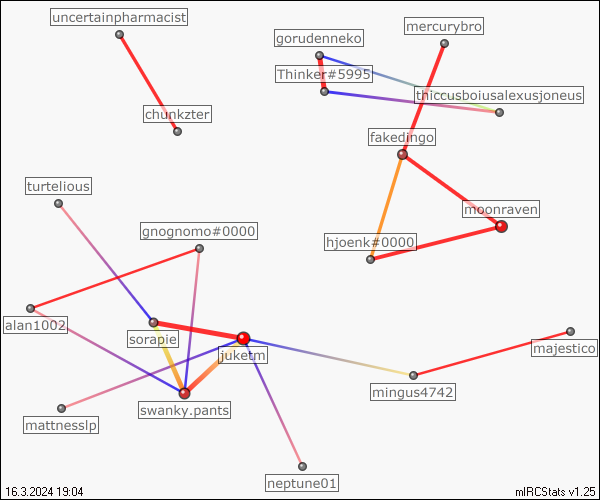 uncertainpharmacist
mercurybro
gorudenneko
Thinker#5995
thiccusboiusalexusjoneus
chunkzter
fakedingo
turtelious
moonraven
gnognomo#0000
hjoenk#0000
alan1002
sorapie
juketm
majestico
mingus4742
swanky.pants
mattnesslp
neptune01
16.3.2024 19:04
mIRCStats v1.25